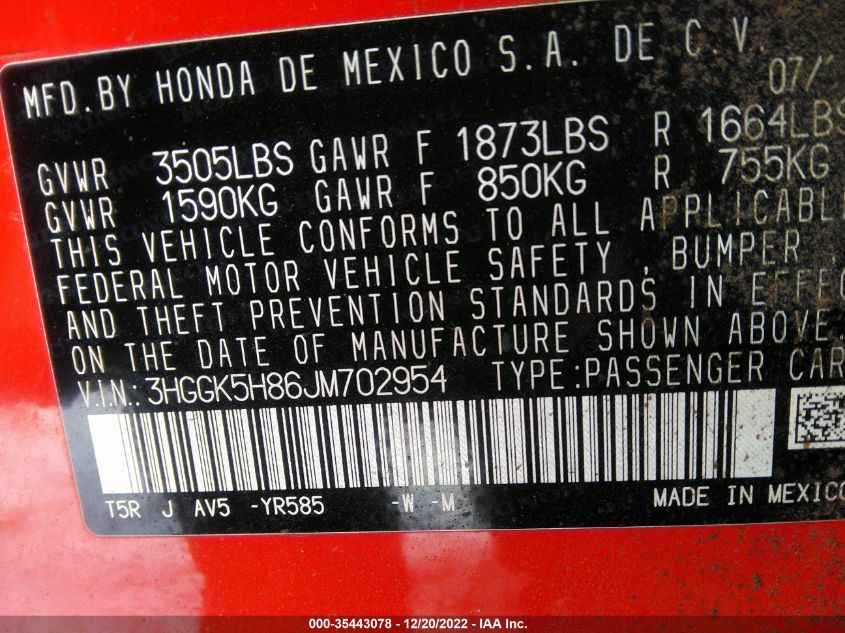 MFD.BY HONDA DE MEXICO S.A. DE C.V.
07/
GVWR 3505LBS GAWR F 1873LBS R 1664LBS
GVWR 1590KG GAWR F 850KG R 755KG
THIS VEHICLE CONFORMS TO ALL APPLICABLE
FEDERAL MOTOR VEHICLE SAFETY , BUMPER ,
AND THEFT PREVENTION STANDARDS IN EFFEC
ON THE DATE OF MANUFACTURE SHOWN ABOVE.
V.I.N.:3HGGK5H86JM702954 TYPE:PASSENGER CAR
T5R J AV5 -YR585 -W -M MADE IN MEXICO
000-35443078 - 12/20/2022 - IAA Inc.